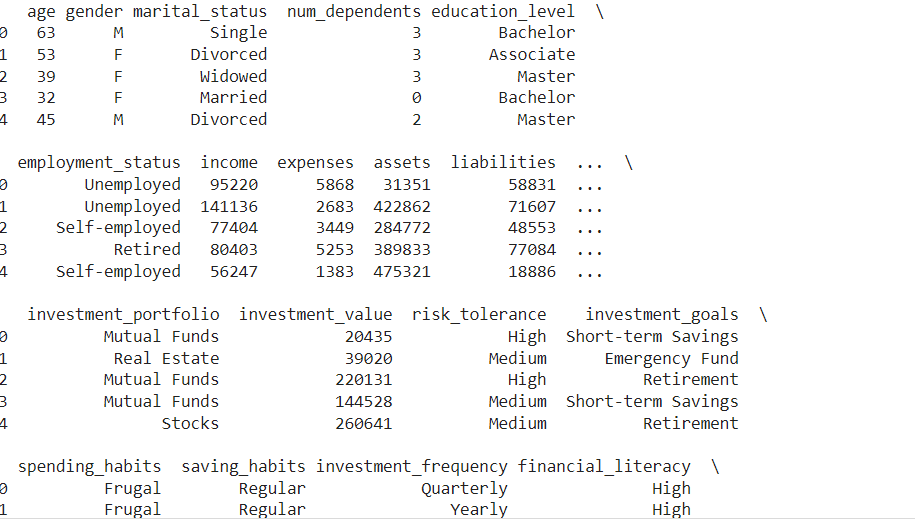 age gender marital_status num_dependents education_level \
0 63 M Single 3 Bachelor
1 53 F Divorced 3 Associate
2 39 F Widowed 3 Master
3 32 F Married 0 Bachelor
4 45 M Divorced 2 Master
employment_status income expenses assets liabilities ... \
0 Unemployed 95220 5868 31351 58831 ...
1 Unemployed 141136 2683 422862 71607 ...
2 Self-employed 77404 3449 284772 48553 ...
3 Retired 80403 5253 389833 77084 ...
4 Self-employed 56247 1383 475321 18886 ...
investment_portfolio investment_value risk_tolerance investment_goals \
0 Mutual Funds 20435 High Short-term Savings
1 Real Estate 39020 Medium Emergency Fund
2 Mutual Funds 220131 High Retirement
3 Mutual Funds 144528 Medium Short-term Savings
4 Stocks 260641 Medium Retirement
spending_habits saving_habits investment_frequency financial_literacy \
0 Frugal Regular Quarterly High
1 Frugal Regular Yearly High